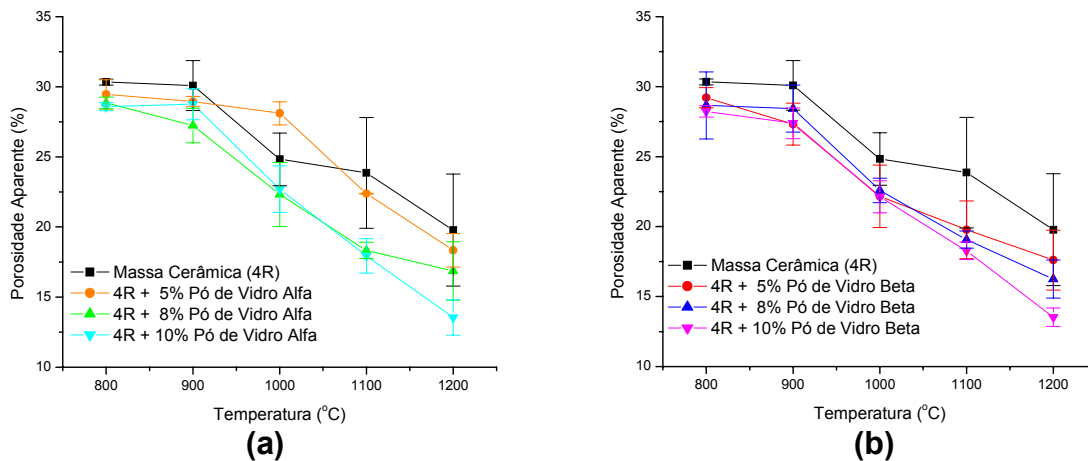 35
30
25
20
15
10
Porosidade Aparente (%)
Massa Cerâmica (4R)
4R + 5% Pó de Vidro Alfa
4R + 8% Pó de Vidro Alfa
4R + 10% Pó de Vidro Alfa
800 900 1000 1100 1200
Temperatura (°C)
(a)
35
30
25
20
15
10
Porosidade Aparente (%)
Massa Cerâmica (4R)
4R + 5% Pó de Vidro Beta
4R + 8% Pó de Vidro Beta
4R + 10% Pó de Vidro Beta
800 900 1000 1100 1200
Temperatura (°C)
(b)